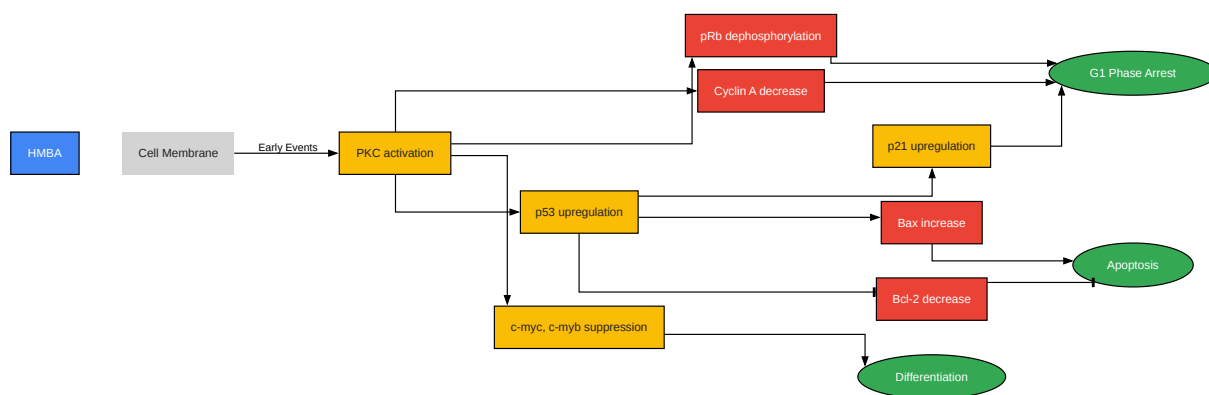 pRb dephosphorylation
G1 Phase Arrest
Cyclin A decrease
HMBA
Cell Membrane
Early Events
PKC activation
p21 upregulation
p53 upregulation
Bax increase
Apoptosis
Bcl-2 decrease
c-myc, c-myb suppression
Differentiation